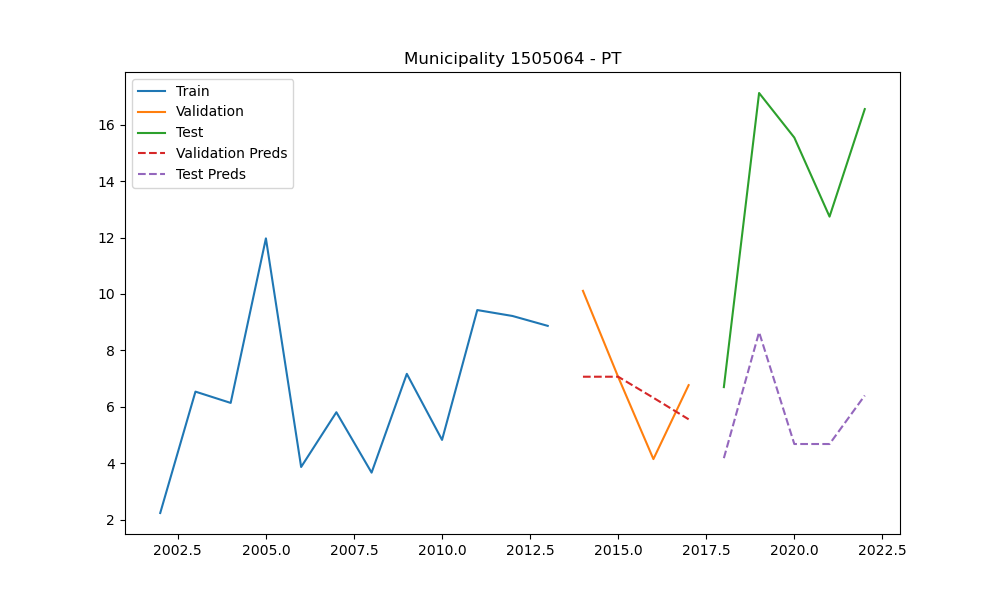 Municipality 1505064 - PT
Train
Validation
Test
Validation Preds
Test Preds
16
14
12
10
8
6
4
2
2002.5 2005.0 2007.5 2010.0 2012.5 2015.0 2017.5 2020.0 2022.5